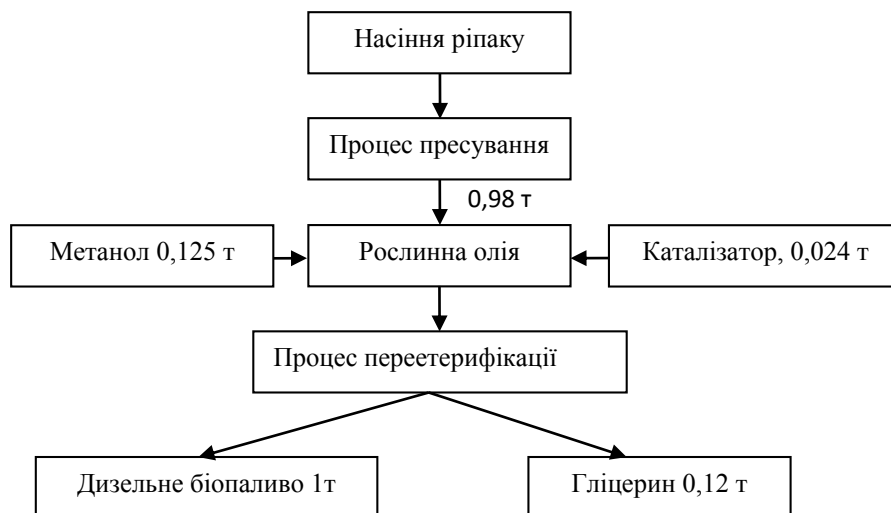 Насіння ріпаку
Процес пресування
0,98 т
Метанол 0,125 т
Рослинна олія
Каталізатор, 0,024 т
Процес переетерифікації
Дизельне біопаливо 1т
Гліцерин 0,12 т